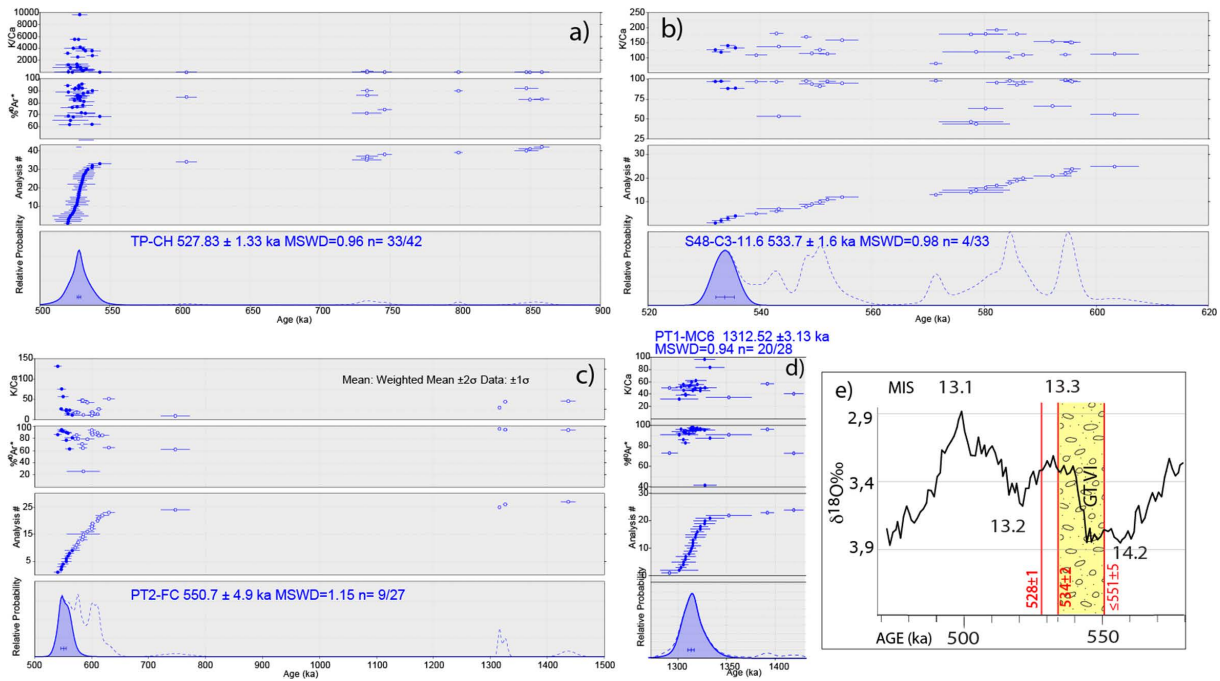 a)
K/Ca
10000
8000
6000
4000
2000
0
%⁴⁰Ar*
100
90
80
70
60
Analysis #
40
30
20
10
Relative Probability
TP-CH 527.83 ± 1.33 ka MSWD=0.96 n= 33/42
500 550 600 650 700 750 800 850 900
Age (ka)
b)
K/Ca
250
200
150
100
50
0
%⁴⁰Ar*
100
75
50
25
Analysis #
30
20
10
Relative Probability
S48-C3-11.6 533.7 ± 1.6 ka MSWD=0.98 n= 4/33
520 540 560 580 600 620
Age (ka)
c)
K/Ca
150
100
50
0
Mean: Weighted Mean ±2σ Data: ±1σ
%⁴⁰Ar*
100
80
60
40
20
Analysis #
25
15
5
Relative Probability
PT2-FC 550.7 ± 4.9 ka MSWD=1.15 n= 9/27
500 600 700 800 900 1000 1100 1200 1300 1400 1500
Age (ka)
PT1-MC6 1312.52 ±3.13 ka
MSWD=0.94 n= 20/28
d)
K/Ca
100
80
60
40
20
0
100
80
60
40
Analysis #
30
20
10
0
Relative Probability
1300 1350 1400
Age (ka)
e)
MIS
13.1
13.3
2,9
3,4
3,9
δ18O‰
GT VI
13.2
14.2
528±1
534±2
≤551±5
AGE (ka)
500
550